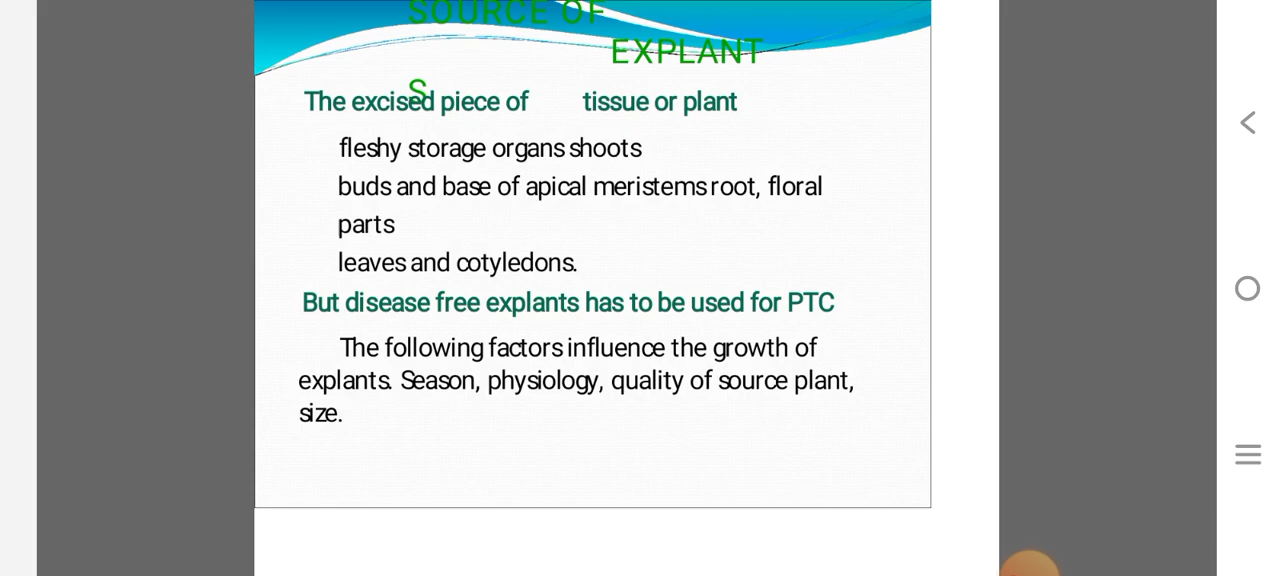 SOURCE OF
EXPLANT
S
The excised piece of tissue or plant
fleshy storage organs shoots
buds and base of apical meristems root, floral
parts
leaves and cotyledons.
But disease free explants has to be used for PTC
The following factors influence the growth of
explants. Season, physiology, quality of source plant,
size.